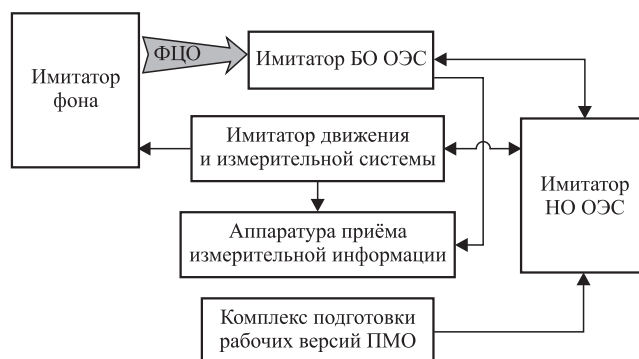 Имитатор
фона
ФЦО
Имитатор БО ОЭС
Имитатор движения
и измерительной системы
Аппаратура приёма
измерительной информации
Имитатор
НО ОЭС
Комплекс подготовки
рабочих версий ПМО